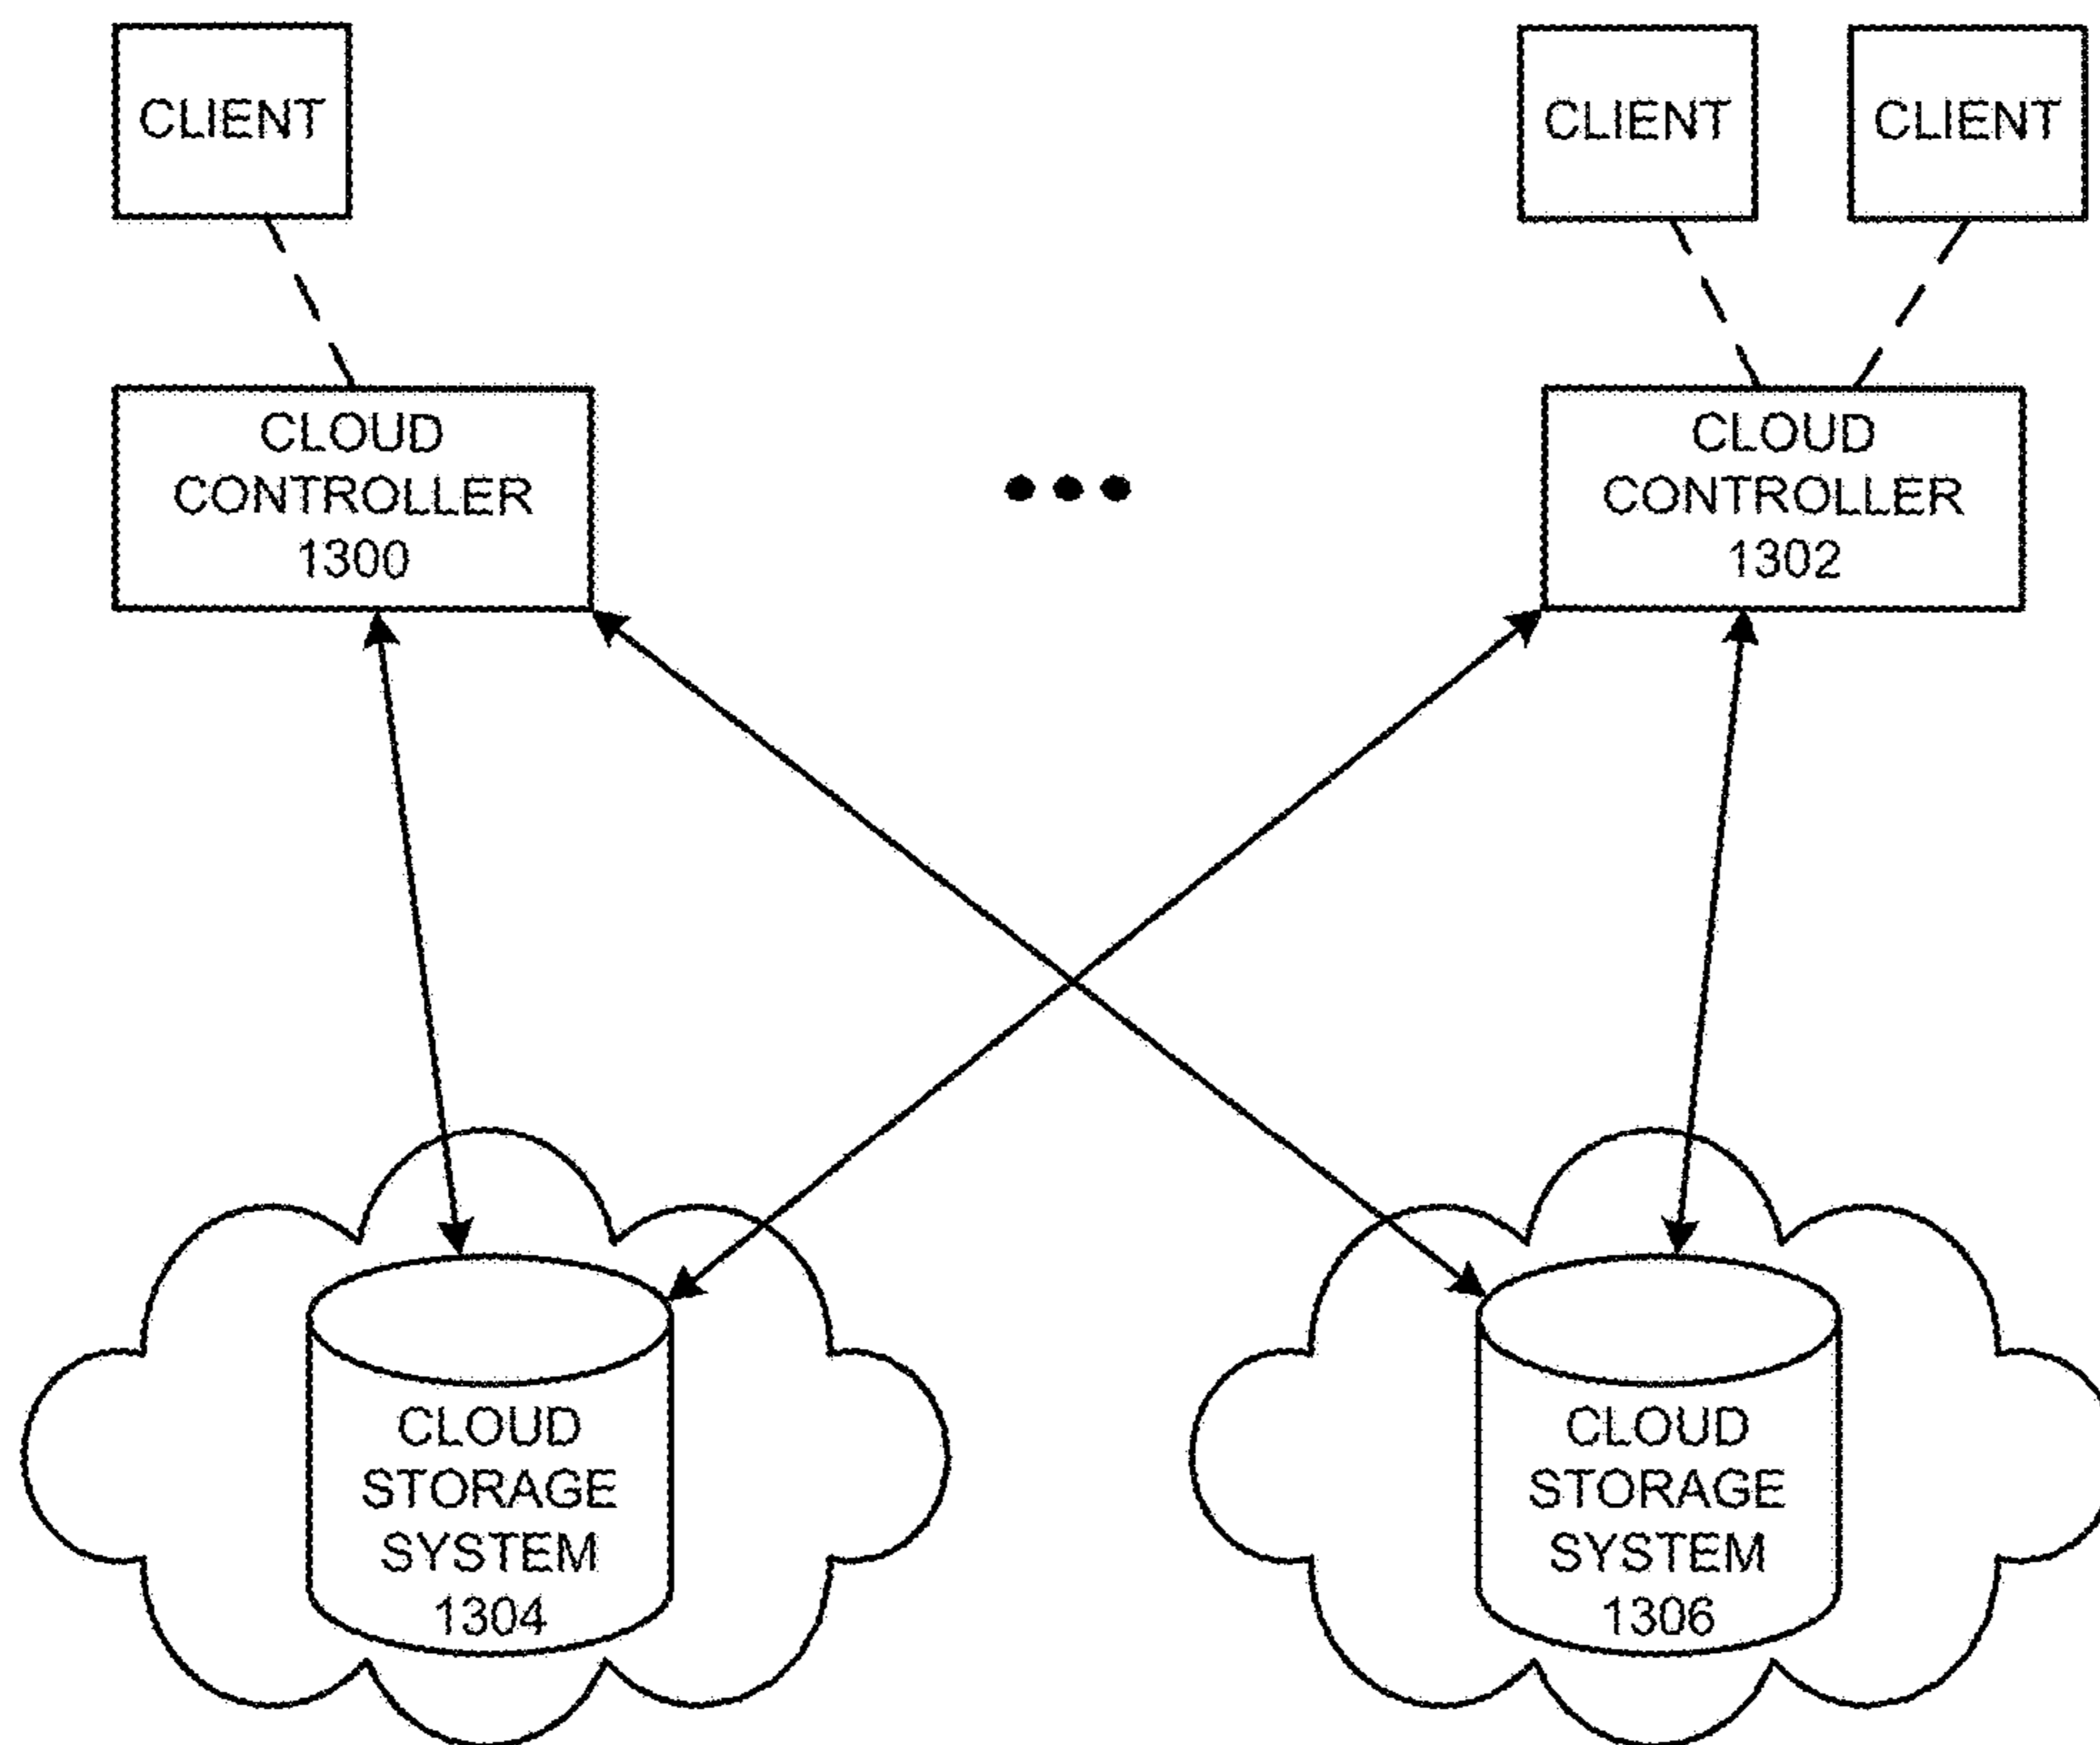 CLIENT
CLIENT
CLIENT
CLOUD
CONTROLLER
1300
CLOUD
CONTROLLER
1302
CLOUD
STORAGE
SYSTEM
1304
CLOUD
STORAGE
SYSTEM
1306